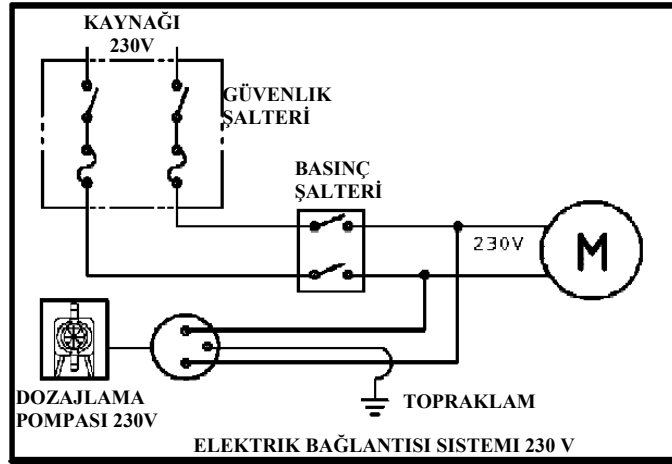 KAYNAĞI
230V
GÜVENLIK
ŞALTERİ
BASINÇ
ŞALTERİ
230V
M
DOZAJLAMA
POMPASI 230V
TOPRAKLAM
ELEKTRIK BAĞLANTISI SISTEMI 230 V